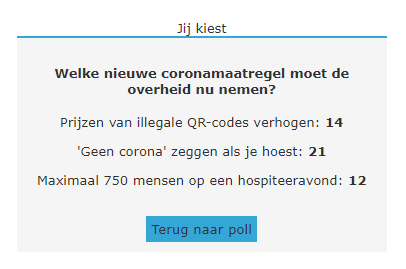 Jij kiest
Welke nieuwe coronamaatregel moet de
overheid nu nemen?
Prijzen van illegale QR-codes verhogen: 14
'Geen corona' zeggen als je hoest: 21
Maximaal 750 mensen op een hospiteeravond: 12
Terug naar poll